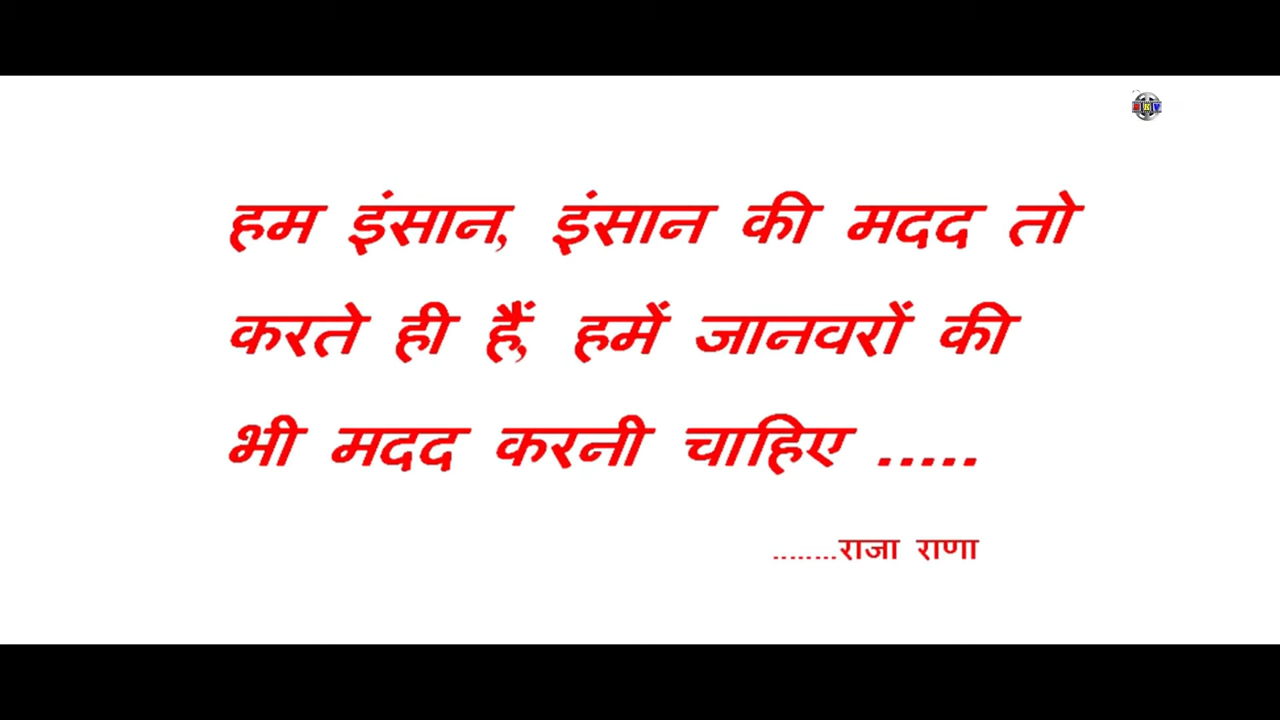 हम इंसान, इंसान की मदद तो
करते ही हैं, हमें जानवरों की
भी मदद करनी चाहिए .....
........राजा राणा